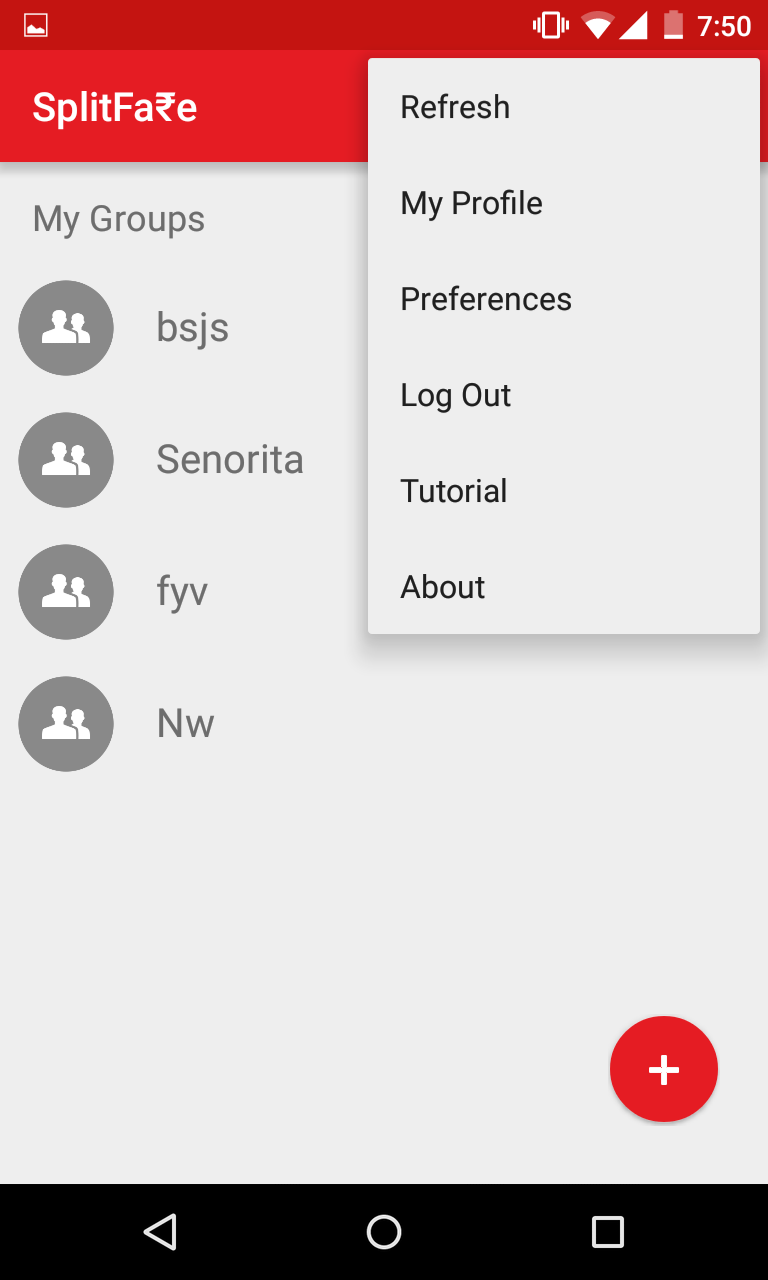 7:50
SplitFa₹e
Refresh
My Profile
Preferences
Log Out
Tutorial
About
My Groups
bsjs
Senorita
fyv
Nw